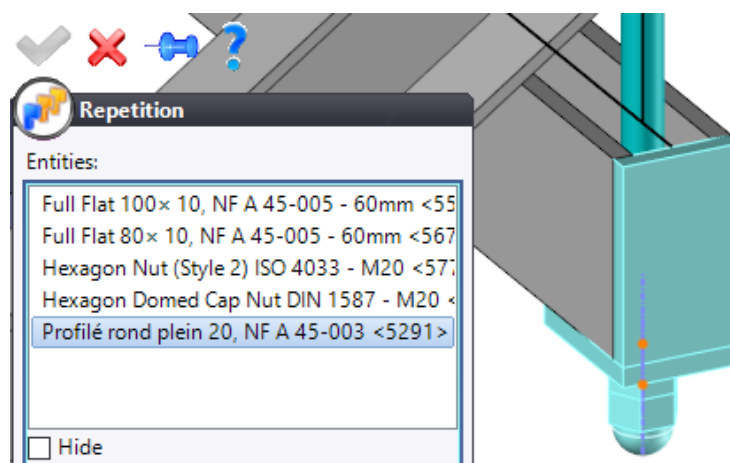 Repetition
Entities:
Full Flat 100× 10, NF A 45-005 - 60mm <55
Full Flat 80× 10, NF A 45-005 - 60mm <567
Hexagon Nut (Style 2) ISO 4033 - M20 <577
Hexagon Domed Cap Nut DIN 1587 - M20 <
Profilé rond plein 20, NF A 45-003 <5291>
Hide